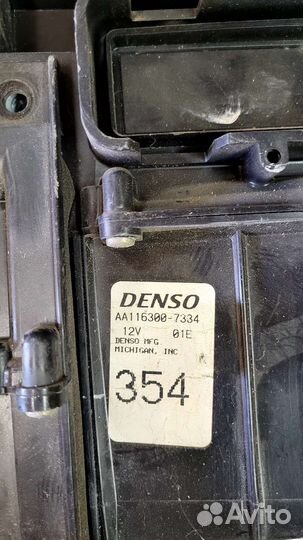 DENSO
AA116300-7334
12V 01E
DENSO MFG
MICHIGAN, INC
354
Avito